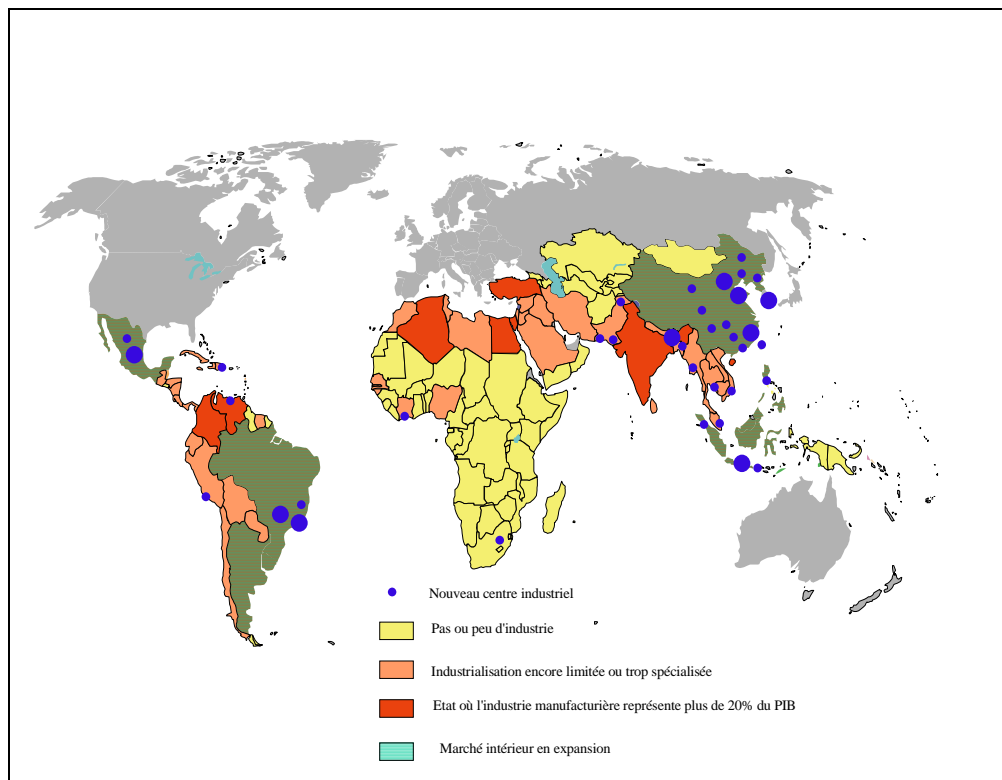 Nouveau centre industriel
Pas ou peu d'industrie
Industrialisation encore limitée ou trop spécialisée
Etat où l'industrie manufacturière représente plus de 20% du PIB
Marché intérieur en expansion